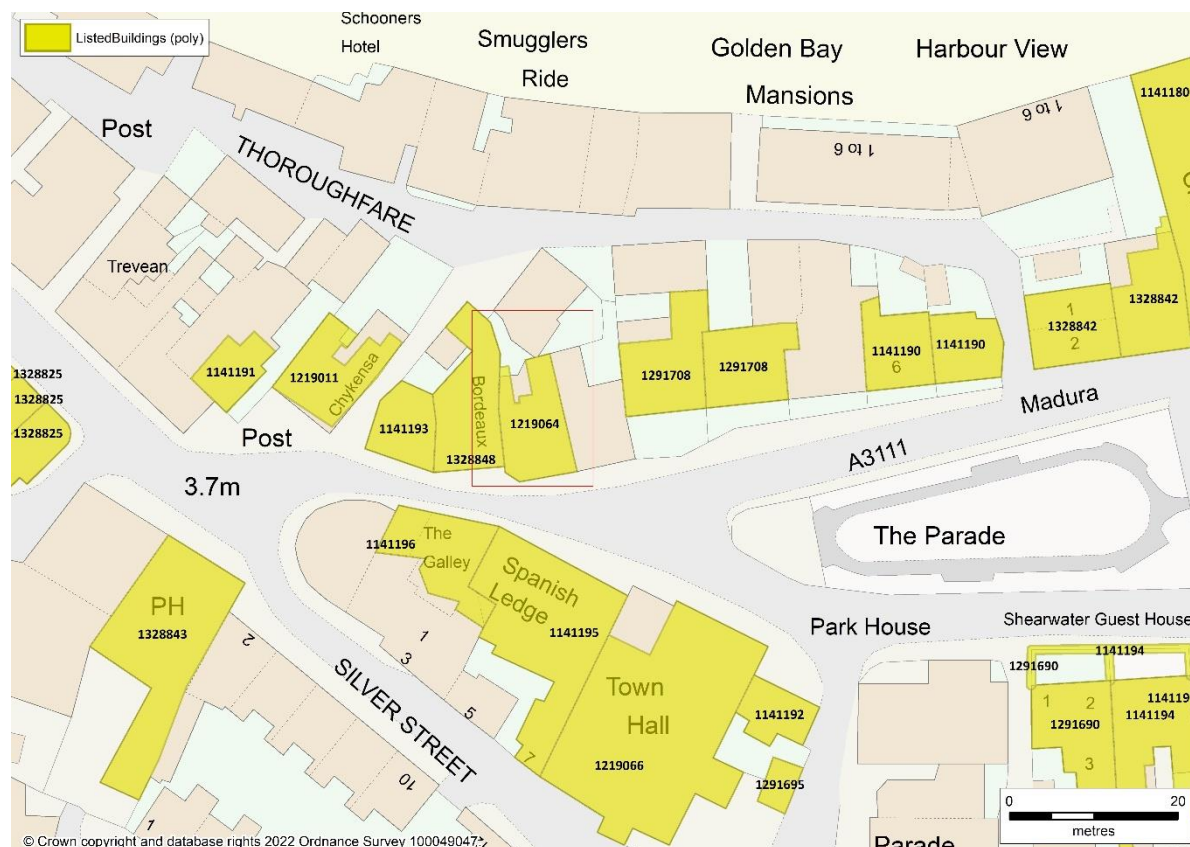 ListedBuildings (poly)
Schooners
Hotel
Smugglers
Ride
Golden Bay
Mansions
Harbour View
1141180
1 to 6
1 to 6
Post
THOROUGHFARE
Trevean
1141191
1219011
Chykensa
1141193
Bordeaux
1328848
1219064
1291708
1291708
1141190
6
1141190
1
1328842
2
1328842
1328825
1328825
1328825
Post
3.7m
Madura
A3111
The Parade
1141196
The
Galley
Spanish
Ledge
1141195
PH
1328843
2
1
3
5
7
10
1
SILVER STREET
Town
Hall
1219066
1141192
1291695
Park House
Shearwater Guest House
1141194
1291690
1
2
1291690
3
114119
1141194
Parade
0
20
metres
© Crown copyright and database rights 2022 Ordnance Survey 100049047